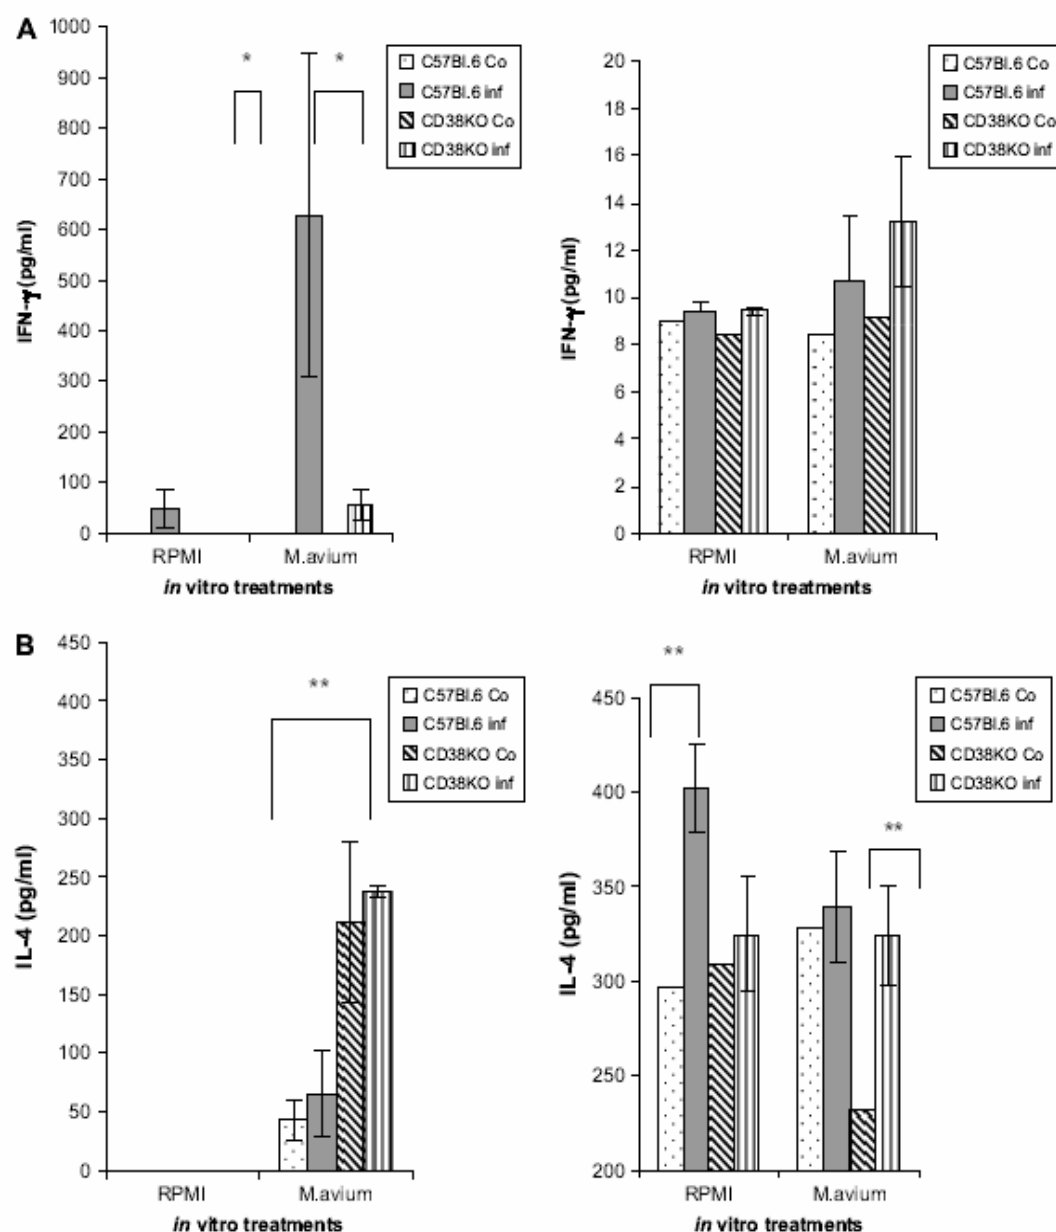 A
1000
900
800
700
600
500
400
300
200
100
0
IFN-γ(pg/ml)
* *
C57Bl.6 Co
C57Bl.6 inf
CD38KO Co
CD38KO inf
RPMI M.avium
in vitro treatments
20
18
16
14
12
10
8
6
4
2
0
IFN-γ(pg/ml)
C57Bl.6 Co
C57Bl.6 inf
CD38KO Co
CD38KO inf
RPMI M.avium
in vitro treatments
B
450
400
350
300
250
200
150
100
50
0
IL-4 (pg/ml)
**
C57Bl.6 Co
C57Bl.6 inf
CD38KO Co
CD38KO inf
RPMI M.avium
in vitro treatments
450
400
350
300
250
200
IL-4 (pg/ml)
**
**
C57Bl.6 Co
C57Bl.6 inf
CD38KO Co
CD38KO inf
RPMI M.avium
in vitro treatments